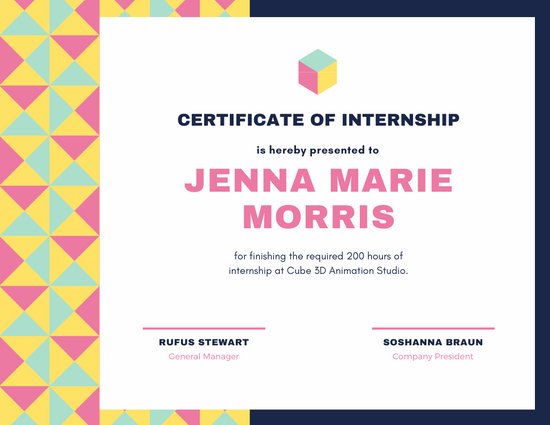 CERTIFICATE OF INTERNSHIP
is hereby presented to
JENNA MARIE
MORRIS
for finishing the required 200 hours of
internship at Cube 3D Animation Studio.
RUFUS STEWART
General Manager
SOSHANNA BRAUN
Company President